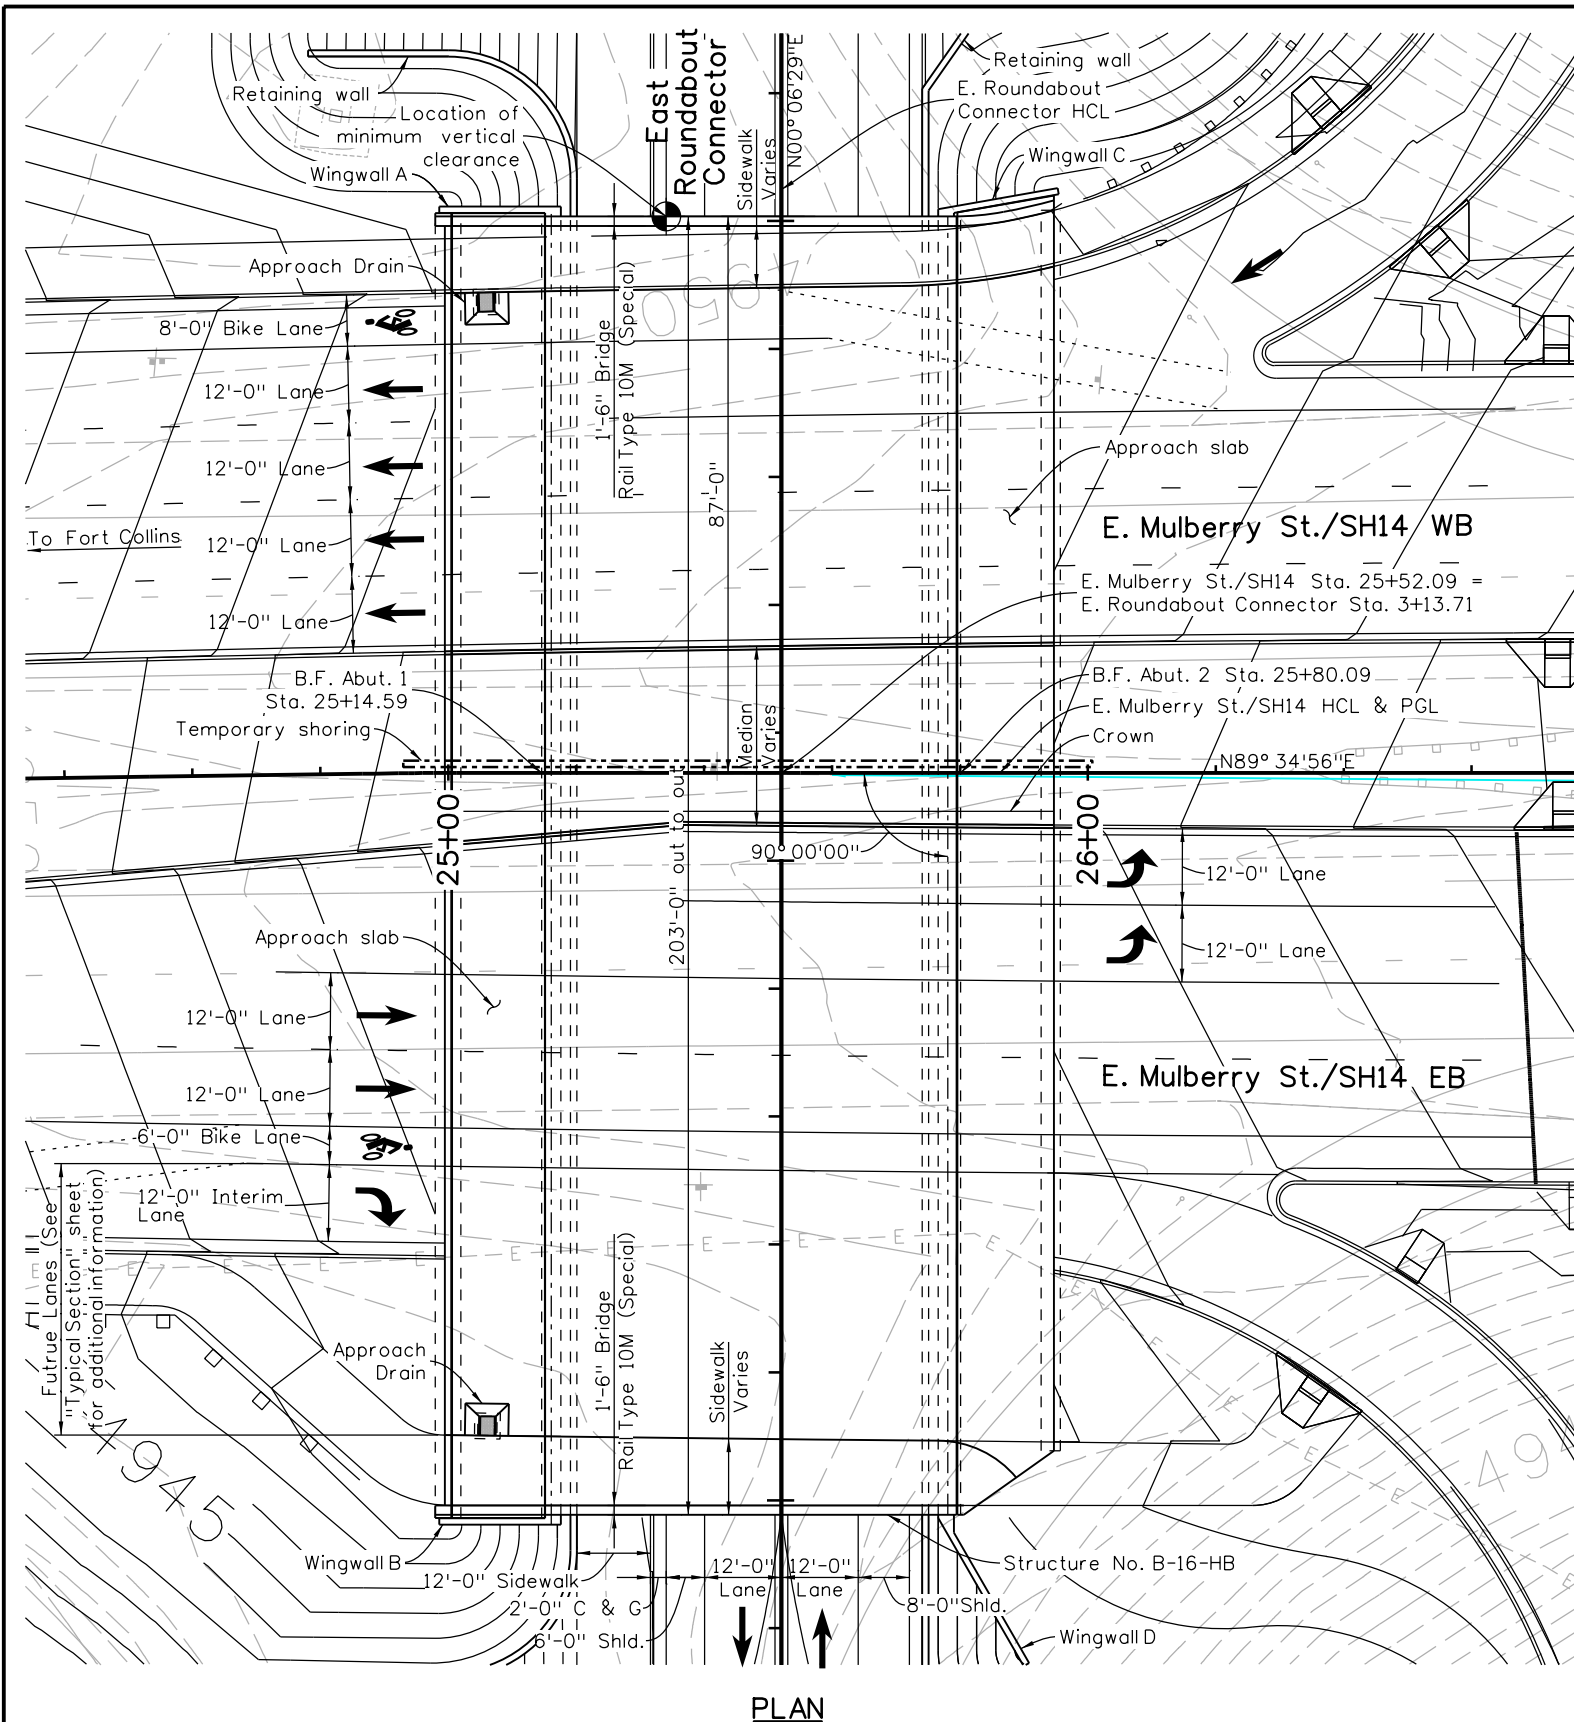 Retaining wall
Location of
minimum vertical
clearance
Wingwall A
East
Roundabout
Connector
Sidewalk
Varies
N00° 06'29"E
Retaining wall
E. Roundabout
Connector HCL
Wingwall C
Approach Drain
8'-0" Bike Lane
12'-0" Lane
12'-0" Lane
12'-0" Lane
12'-0" Lane
To Fort Collins
1'-6" Bridge
Rail Type 10M (Special)
4950
87'-0"
Approach slab
E. Mulberry St./SH14 WB
E. Mulberry St./SH14 Sta. 25+52.09 =
E. Roundabout Connector Sta. 3+13.71
B.F. Abut. 1
Sta. 25+14.59
Temporary shoring
Median
Varies
B.F. Abut. 2 Sta. 25+80.09
E. Mulberry St./SH14 HCL & PGL
Crown
N89° 34'56"E
25+00
26+00
203'-0" out to out
90° 00'00"
12'-0" Lane
12'-0" Lane
Approach slab
12'-0" Lane
12'-0" Lane
6'-0" Bike Lane
12'-0" Interim
Lane
E. Mulberry St./SH14 EB
Futrue Lanes (See
"Typical Section" sheet
for additional information)
E E E E E E E E
E E E E E
Approach
Drain
1'-6" Bridge
Rail Type 10M (Special)
Sidewalk
Varies
4945
49
Wingwall B
12'-0" Sidewalk
2'-0" C & G
6'-0" Shld.
12'-0"
Lane
12'-0"
Lane
8'-0" Shld.
Structure No. B-16-HB
Wingwall D
PLAN